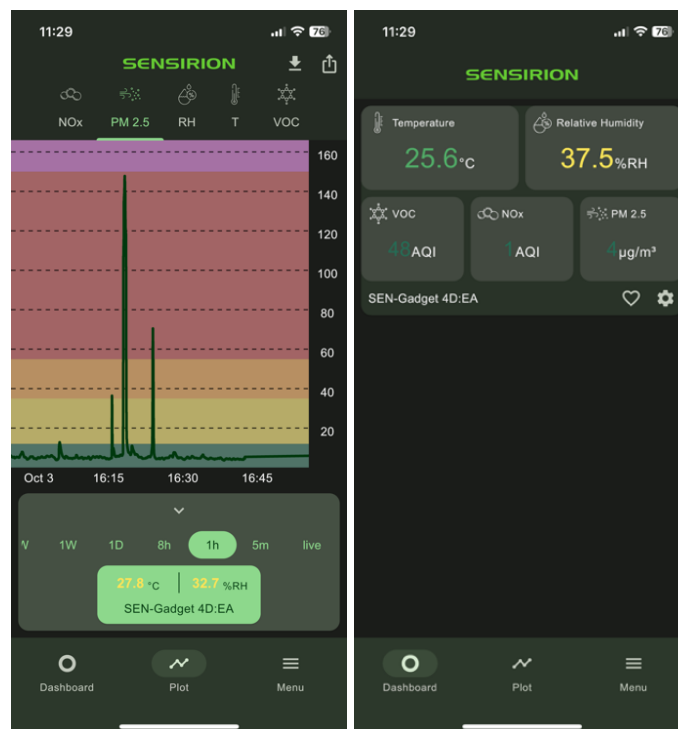 11:29
76
SENSIRION
NOx PM 2.5 RH T VOC
160
140
120
100
80
60
40
20
Oct 3 16:15 16:30 16:45
W 1W 1D 8h 1h 5m live
27.8 °C 32.7 %RH
SEN-Gadget 4D:EA
Dashboard Plot Menu
11:29
76
SENSIRION
Temperature
25.6°C
Relative Humidity
37.5%RH
VOC
48AQI
NOx
1AQI
PM 2.5
4µg/m³
SEN-Gadget 4D:EA
Dashboard Plot Menu